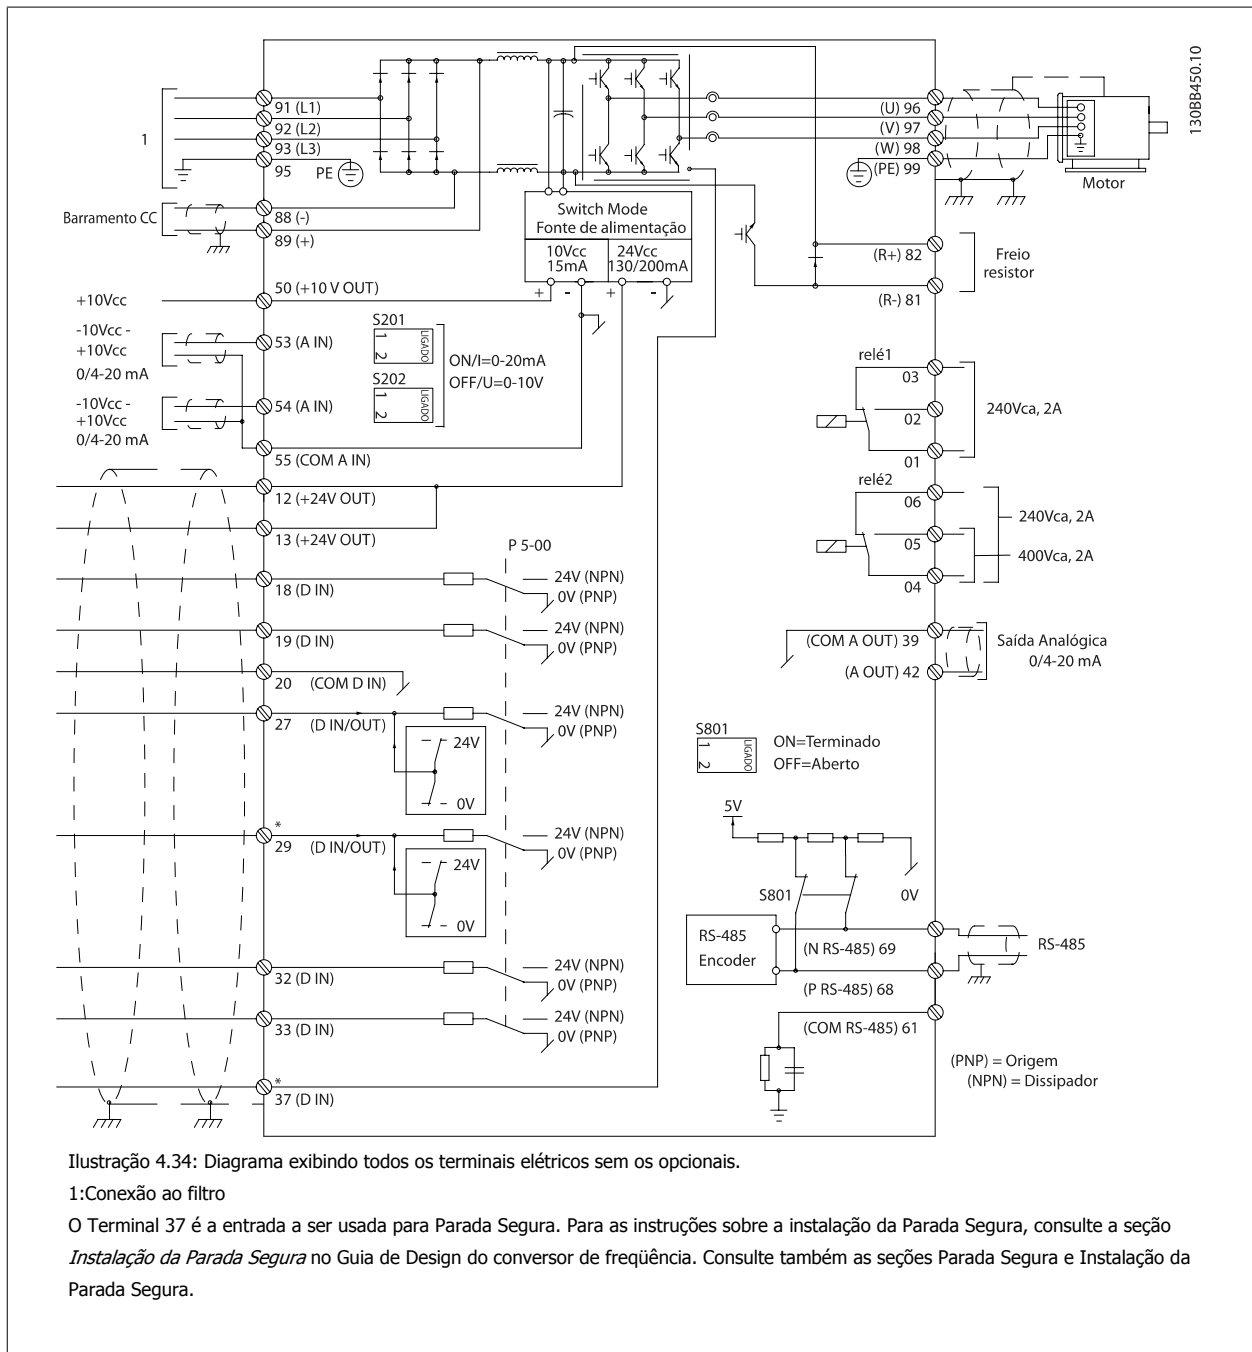 130BB450.10
1
91 (L1)
92 (L2)
93 (L3)
95
PE
Barramento CC
88 (-)
89 (+)
Switch Mode
Fonte de alimentação
10Vcc
15mA
24Vcc
130/200mA
+
-
+
-
(U) 96
(V) 97
(W) 98
(PE) 99
Motor
(R+) 82
(R-) 81
Freio
resistor
+10Vcc
50 (+10 V OUT)
-10Vcc -
+10Vcc
0/4-20 mA
53 (A IN)
-10Vcc -
+10Vcc
0/4-20 mA
54 (A IN)
55 (COM A IN)
S201
1
2
LIGADO
S202
1
2
LIGADO
ON/I=0-20mA
OFF/U=0-10V
12 (+24V OUT)
13 (+24V OUT)
P 5-00
18 (D IN)
24V (NPN)
0V (PNP)
19 (D IN)
24V (NPN)
0V (PNP)
20 (COM D IN)
27 (D IN/OUT)
24V (NPN)
0V (PNP)
24V
0V
*
29 (D IN/OUT)
24V (NPN)
0V (PNP)
24V
0V
32 (D IN)
24V (NPN)
0V (PNP)
33 (D IN)
24V (NPN)
0V (PNP)
*
37 (D IN)
relé1
03
02
01
240Vca, 2A
relé2
06
05
04
240Vca, 2A
400Vca, 2A
(COM A OUT) 39
(A OUT) 42
Saída Analógica
0/4-20 mA
S801
1
2
LIGADO
ON=Terminado
OFF=Aberto
5V
S801
0V
RS-485
Encoder
(N RS-485) 69
(P RS-485) 68
(COM RS-485) 61
RS-485
(PNP) = Origem
(NPN) = Dissipador
Ilustração 4.34: Diagrama exibindo todos os terminais elétricos sem os opcionais.
1:Conexão ao filtro
O Terminal 37 é a entrada a ser usada para Parada Segura. Para as instruções sobre a instalação da Parada Segura, consulte a seção
Instalação da Parada Segura no Guia de Design do conversor de freqüência. Consulte também as seções Parada Segura e Instalação da
Parada Segura.